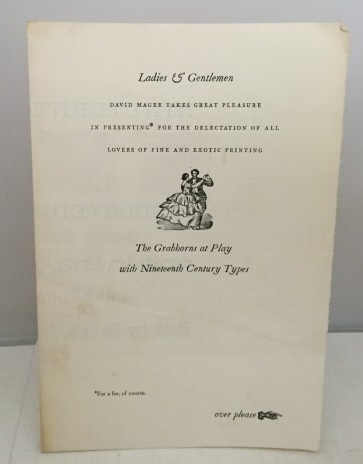 Ladies & Gentlemen
DAVID MAGEE TAKES GREAT PLEASURE
IN PRESENTING* FOR THE DELECTATION OF ALL
LOVERS OF FINE AND EXOTIC PRINTING
The Grabhorns at Play
with Nineteenth Century Types
*For a fee, of course.
over please